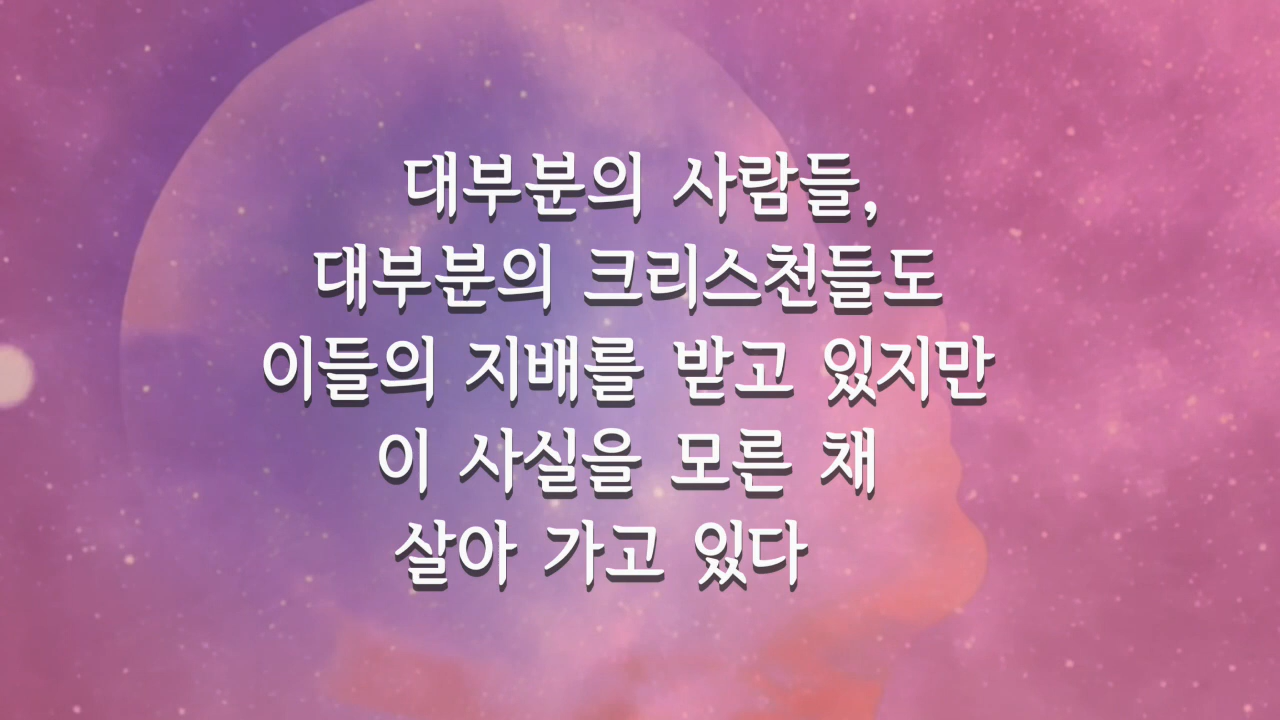 대부분의 사람들,
대부분의 크리스천들도
이들의 지배를 받고 있지만
이 사실을 모른 채
살아 가고 있다